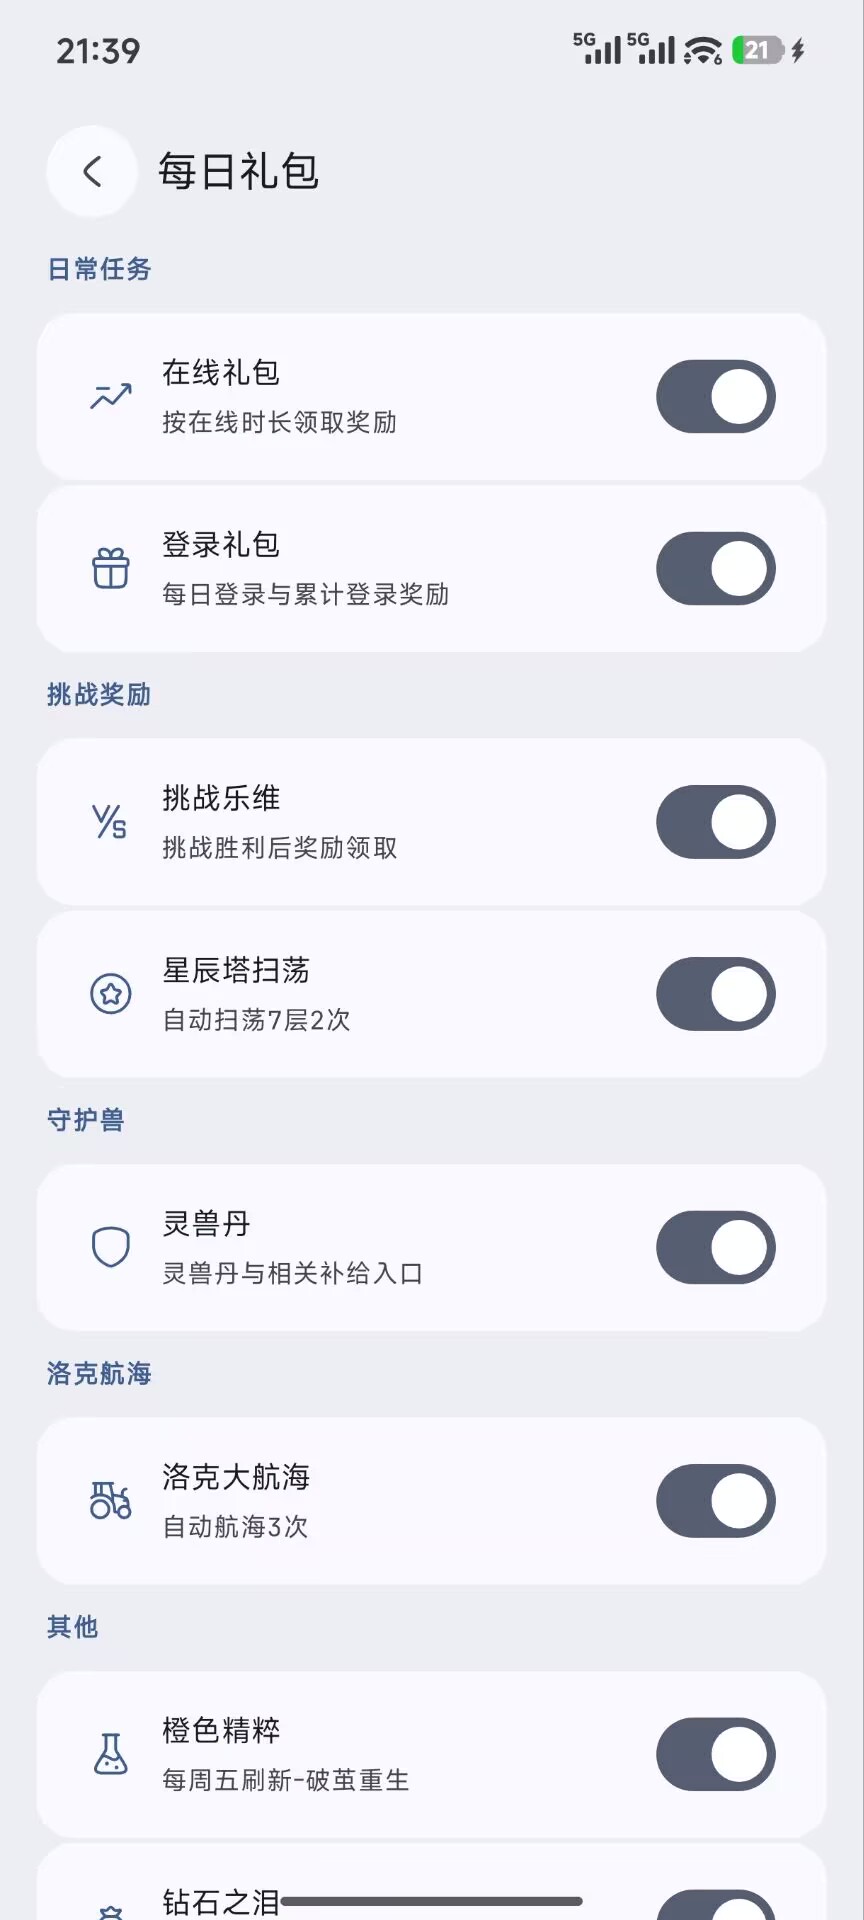 21:39
5G 5G 6 21
每日礼包
日常任务
在线礼包
按在线时长领取奖励
登录礼包
每日登录与累计登录奖励
挑战奖励
V/S
挑战乐维
挑战胜利后奖励领取
星辰塔扫荡
自动扫荡7层2次
守护兽
灵兽丹
灵兽丹与相关补给入口
洛克航海
洛克大航海
自动航海3次
其他
橙色精粹
每周五刷新-破茧重生
钻石之泪